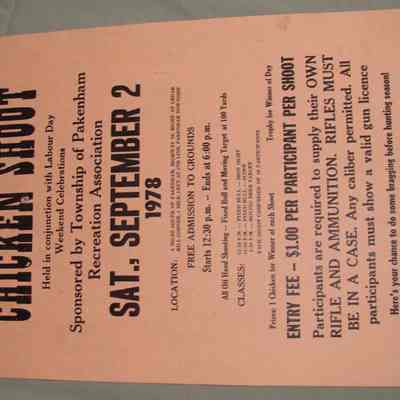 CHICKEN SHOOT
Held in conjunction with Labour Day
Weekend Celebrations
Sponsored by Township of Pakenham
Recreation Association
SAT., SEPTEMBER 2
1978
LOCATION:
FREE ADMISSION TO GROUNDS
Starts 12:30 p.m. – Ends at 6:00 p.m.
All Off Hand Shooting – Fixed Bull and Moving Target at 100 Yards
CLASSES:
Prizes: 1 Chicken for Winner at each Shoot Trophy for Winner of Day
ENTRY FEE – $1.00 PER PARTICIPANT PER SHOOT
Participants are required to supply their OWN
RIFLE AND AMMUNITION. RIFLES MUST
BE IN A CASE. Any caliber permitted. All
participants must show a valid gun licence
Here's your chance to do some bragging before hunting season!